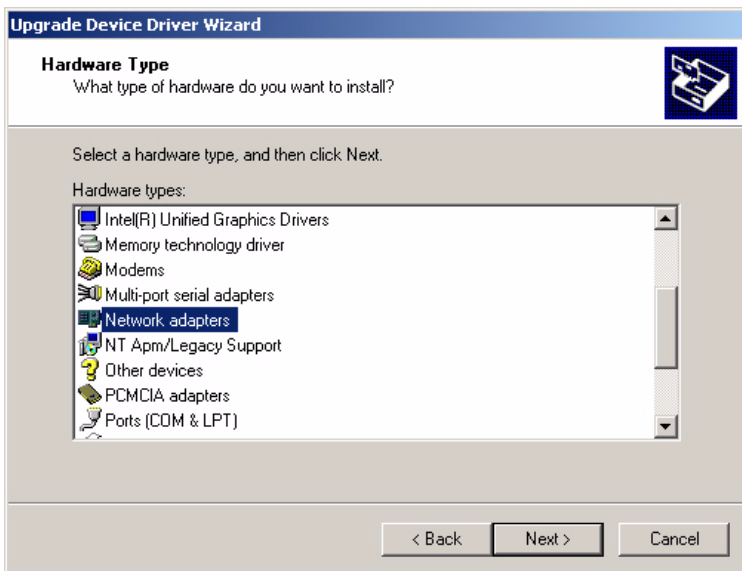 Upgrade Device Driver Wizard
Hardware Type
What type of hardware do you want to install?
Select a hardware type, and then click Next.
Hardware types:
Intel(R) Unified Graphics Drivers
Memory technology driver
Modems
Multi-port serial adapters
Network adapters
NT Apm/Legacy Support
Other devices
PCMCIA adapters
Ports (COM & LPT)
< Back
Next >
Cancel